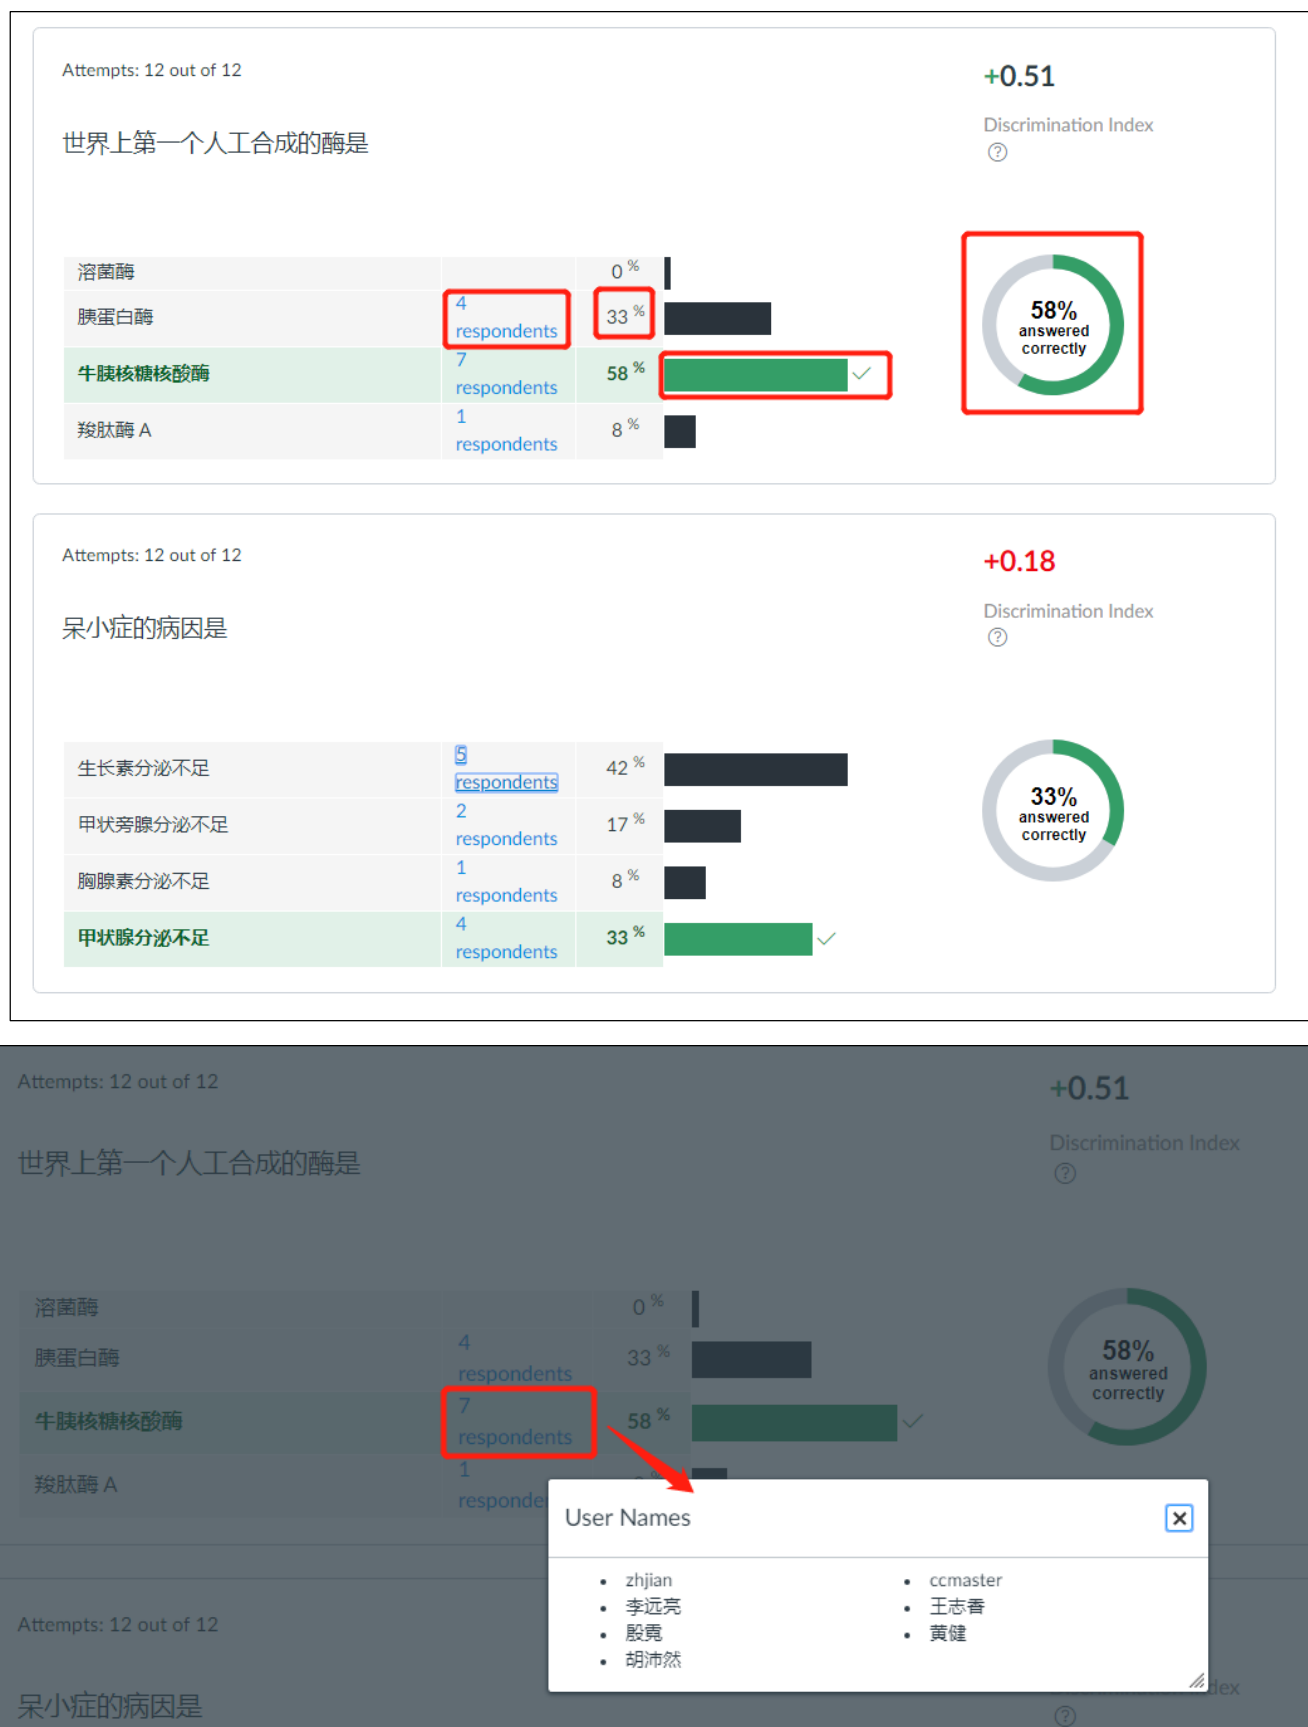 Attempts: 12 out of 12
+0.51
Discrimination Index
?
世界上第一个人工合成的酶是
溶菌酶 0 %
胰蛋白酶 4 respondents 33 %
牛胰核糖核酸酶 7 respondents 58 %
羧肽酶 A 1 respondents 8 %
58%
answered
correctly
Attempts: 12 out of 12
+0.18
Discrimination Index
?
呆小症的病因是
生长素分泌不足 5 respondents 42 %
甲状旁腺分泌不足 2 respondents 17 %
胸腺素分泌不足 1 respondents 8 %
甲状腺分泌不足 4 respondents 33 %
33%
answered
correctly
Attempts: 12 out of 12
+0.51
Discrimination Index
?
世界上第一个人工合成的酶是
溶菌酶 0 %
胰蛋白酶 4 respondents 33 %
牛胰核糖核酸酶 7 respondents 58 %
羧肽酶 A 1
58%
answered
correctly
User Names
zhjian
李远亮
殷霓
胡沛然
ccmaster
王志香
黄健
Attempts: 12 out of 12
呆小症的病因是
?